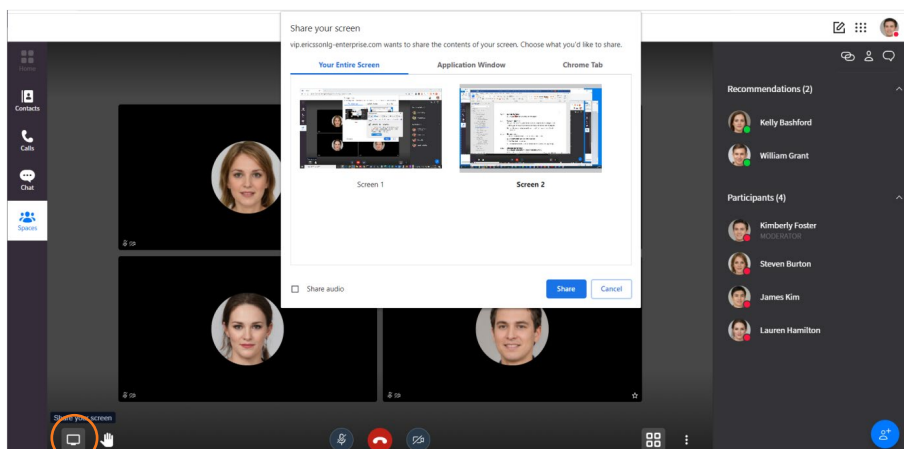 Share your screen
vip.ericssonlg-enterprise.com wants to share the contents of your screen. Choose what you'd like to share.
Your Entire Screen
Application Window
Chrome Tab
Screen 1
Screen 2
Share audio
Share
Cancel
Home
Contacts
Calls
Chat
Spaces
Share your screen
Recommendations (2)
Kelly Bashford
William Grant
Participants (4)
Kimberly Foster
MODERATOR
Steven Burton
James Kim
Lauren Hamilton